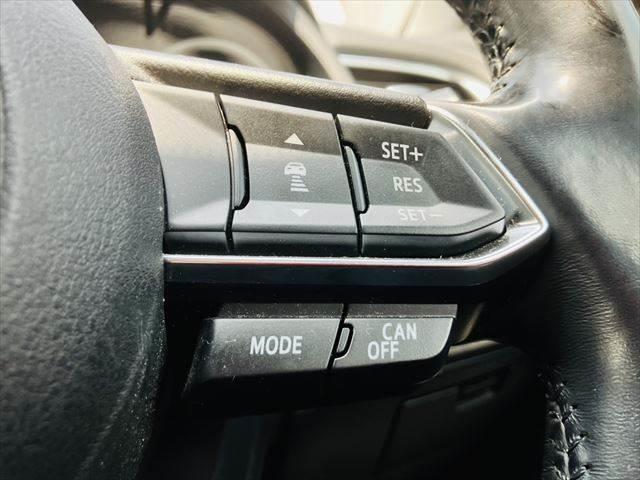 SET+
RES
SET−
MODE
CAN
OFF